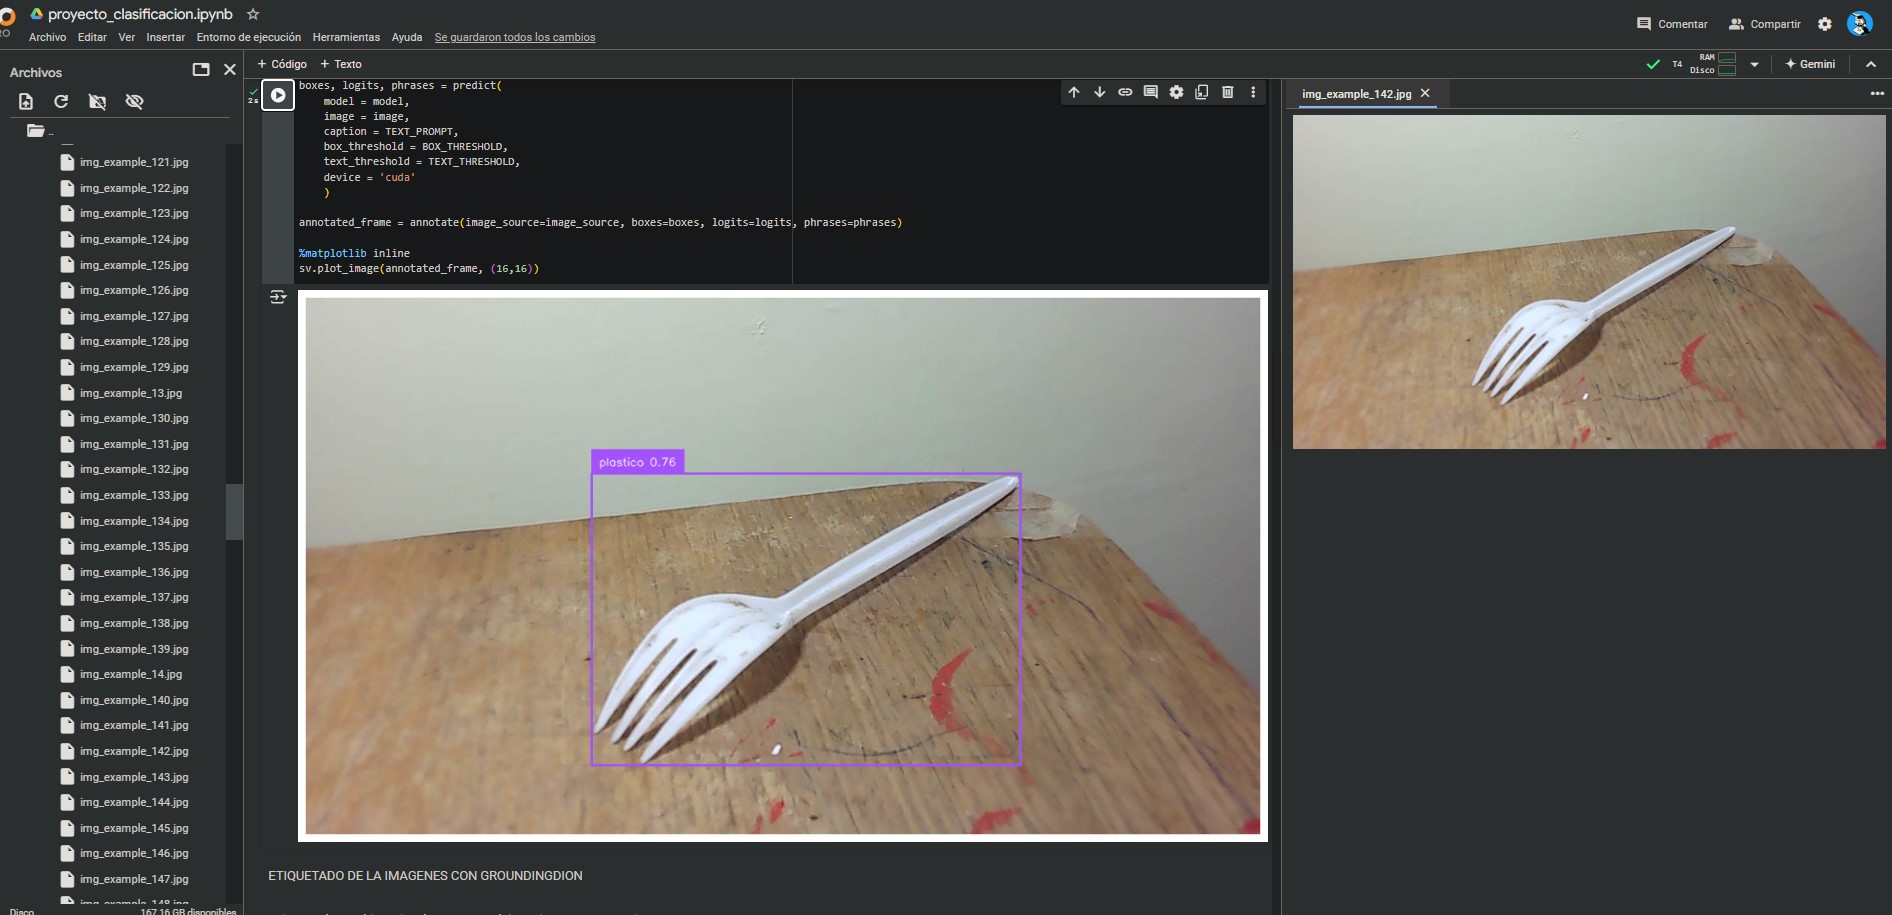 proyecto_clasificacion.ipynb
Archivo Editar Ver Insertar Entorno de ejecución Herramientas Ayuda Se guardaron todos los cambios
Comentar
Compartir
Archivos
+ Código + Texto
RAM
T4
Disco
Gemini
..
img_example_121.jpg
img_example_122.jpg
img_example_123.jpg
img_example_124.jpg
img_example_125.jpg
img_example_126.jpg
img_example_127.jpg
img_example_128.jpg
img_example_129.jpg
img_example_13.jpg
img_example_130.jpg
img_example_131.jpg
img_example_132.jpg
img_example_133.jpg
img_example_134.jpg
img_example_135.jpg
img_example_136.jpg
img_example_137.jpg
img_example_138.jpg
img_example_139.jpg
img_example_14.jpg
img_example_140.jpg
img_example_141.jpg
img_example_142.jpg
img_example_143.jpg
img_example_144.jpg
img_example_145.jpg
img_example_146.jpg
img_example_147.jpg
img_example_148.jpg
Disco 167.16 GB disponibles
2 s
boxes, logits, phrases = predict(
model = model,
image = image,
caption = TEXT_PROMPT,
box_threshold = BOX_THRESHOLD,
text_threshold = TEXT_THRESHOLD,
device = 'cuda'
)
annotated_frame = annotate(image_source=image_source, boxes=boxes, logits=logits, phrases=phrases)
%matplotlib inline
sv.plot_image(annotated_frame, (16,16))
plastico 0.76
ETIQUETADO DE LA IMAGENES CON GROUNDINGDION
img_example_142.jpg